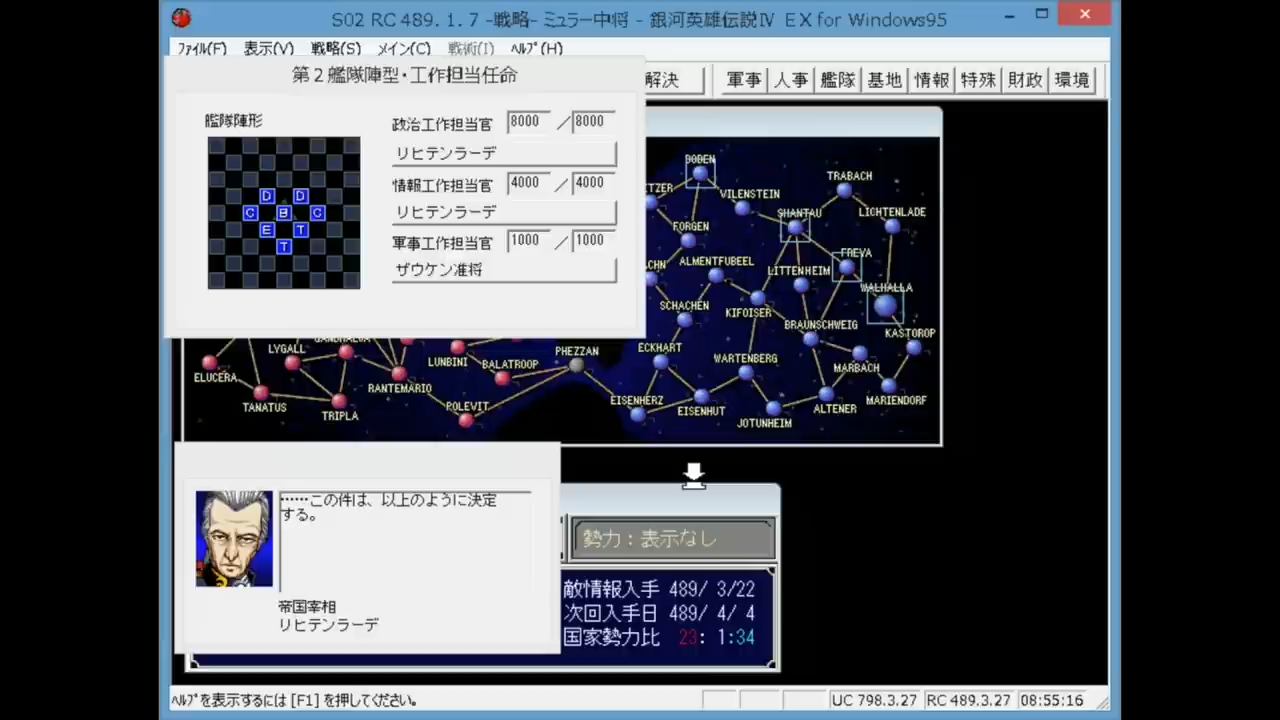 S02 RC 489. 1. 7 -戦略- ミュラー中将 - 銀河英雄伝説Ⅳ EX for Windows95
ﾌｧｲﾙ(F) 表示(V) 戦略(S) メイン(C) 戦術(I) ﾍﾙﾌﾟ(H)
第2艦隊陣型・工作担当任命
解決 軍事 人事 艦隊 基地 情報 特殊 財政 環境
艦隊陣形
政治工作担当官 8000 ／ 8000
リヒテンラーデ
情報工作担当官 4000 ／ 4000
リヒテンラーデ
軍事工作担当官 1000 ／ 1000
ザウケン准将
D D
C B C
E T
T
BODEN
TRABACH
VILENSTEIN
SHANTAU
LICHTENLADE
FORGEN
FREYA
ALMENTFUBEEL
LITTENHEIM
WALHALLA
SCHACHEN
KIFOISER
BRAUNSCHWEIG
KASTOROP
LYGALL
LUNBINI
BALATROOP
PHEZZAN
ECKHART
WARTENBERG
MARBACH
ELUCERA
RANTEMARIO
TANATUS
TRIPLA
POLEVIT
EISENHERZ
EISENHUT
JOTUNHEIM
ALTENER
MARIENDORF
……この件は、以上のように決定
する。
帝国宰相
リヒテンラーデ
勢力：表示なし
敵情報入手 489/ 3/22
次回入手日 489/ 4/ 4
国家勢力比 23: 1:34
ﾍﾙﾌﾟを表示するには [F1] を押してください。
UC 798.3.27 RC 489.3.27 08:55:16